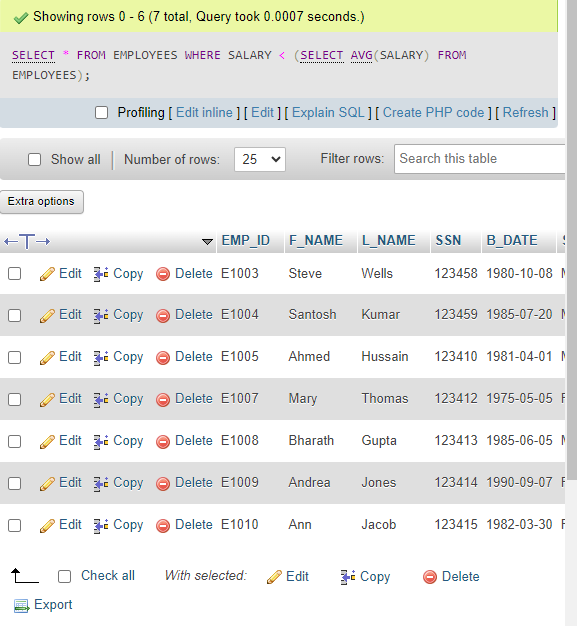 Showing rows 0 - 6 (7 total, Query took 0.0007 seconds.)
SELECT * FROM EMPLOYEES WHERE SALARY < (SELECT AVG(SALARY) FROM
EMPLOYEES);
Profiling [ Edit inline ] [ Edit ] [ Explain SQL ] [ Create PHP code ] [ Refresh ]
Show all Number of rows: 25 Filter rows: Search this table
Extra options
←T→ EMP_ID F_NAME L_NAME SSN B_DATE
Edit Copy Delete E1003 Steve Wells 123458 1980-10-08 M
Edit Copy Delete E1004 Santosh Kumar 123459 1985-07-20 M
Edit Copy Delete E1005 Ahmed Hussain 123410 1981-04-01 M
Edit Copy Delete E1007 Mary Thomas 123412 1975-05-05 F
Edit Copy Delete E1008 Bharath Gupta 123413 1985-06-05 M
Edit Copy Delete E1009 Andrea Jones 123414 1990-09-07 F
Edit Copy Delete E1010 Ann Jacob 123415 1982-03-30 F
Check all With selected: Edit Copy Delete
Export